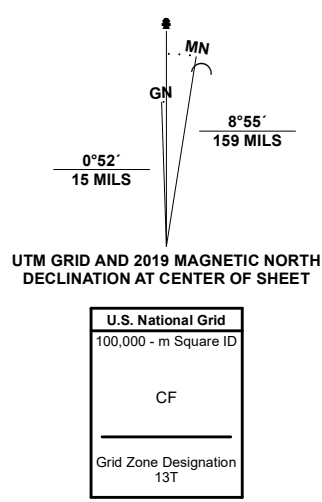 MN
GN
8°55´
159 MILS
0°52´
15 MILS
UTM GRID AND 2019 MAGNETIC NORTH
DECLINATION AT CENTER OF SHEET
U.S. National Grid
100,000 - m Square ID
CF
Grid Zone Designation
13T